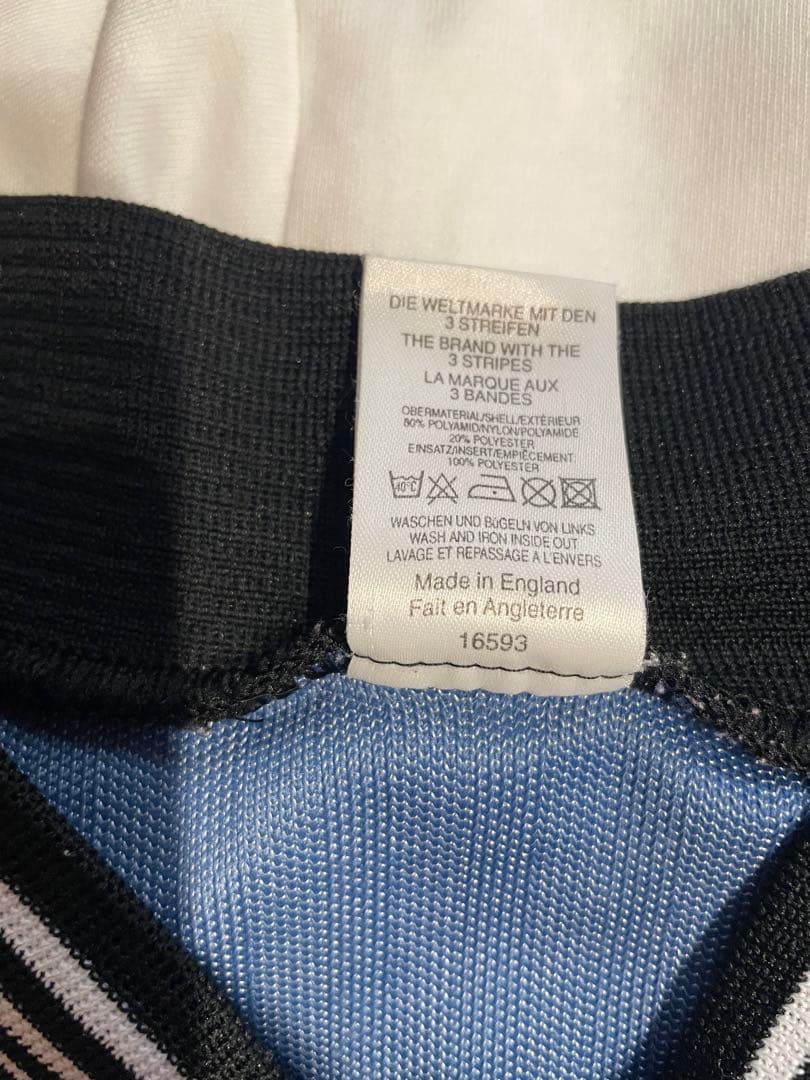 DIE WELTMARKE MIT DEN
3 STREIFEN
THE BRAND WITH THE
3 STRIPES
LA MARQUE AUX
3 BANDES
OBERMATERIAL/SHELL/EXTÉRIEUR
80% POLYAMID/NYLON/POLYAMIDE
20% POLYESTER
EINSATZ/INSERT/EMPIÈCEMENT
100% POLYESTER
40°C
WASCHEN UND BüGELN VON LINKS
WASH AND IRON INSIDE OUT
LAVAGE ET REPASSAGE A L'ENVERS
Made in England
Fait en Angleterre
16593